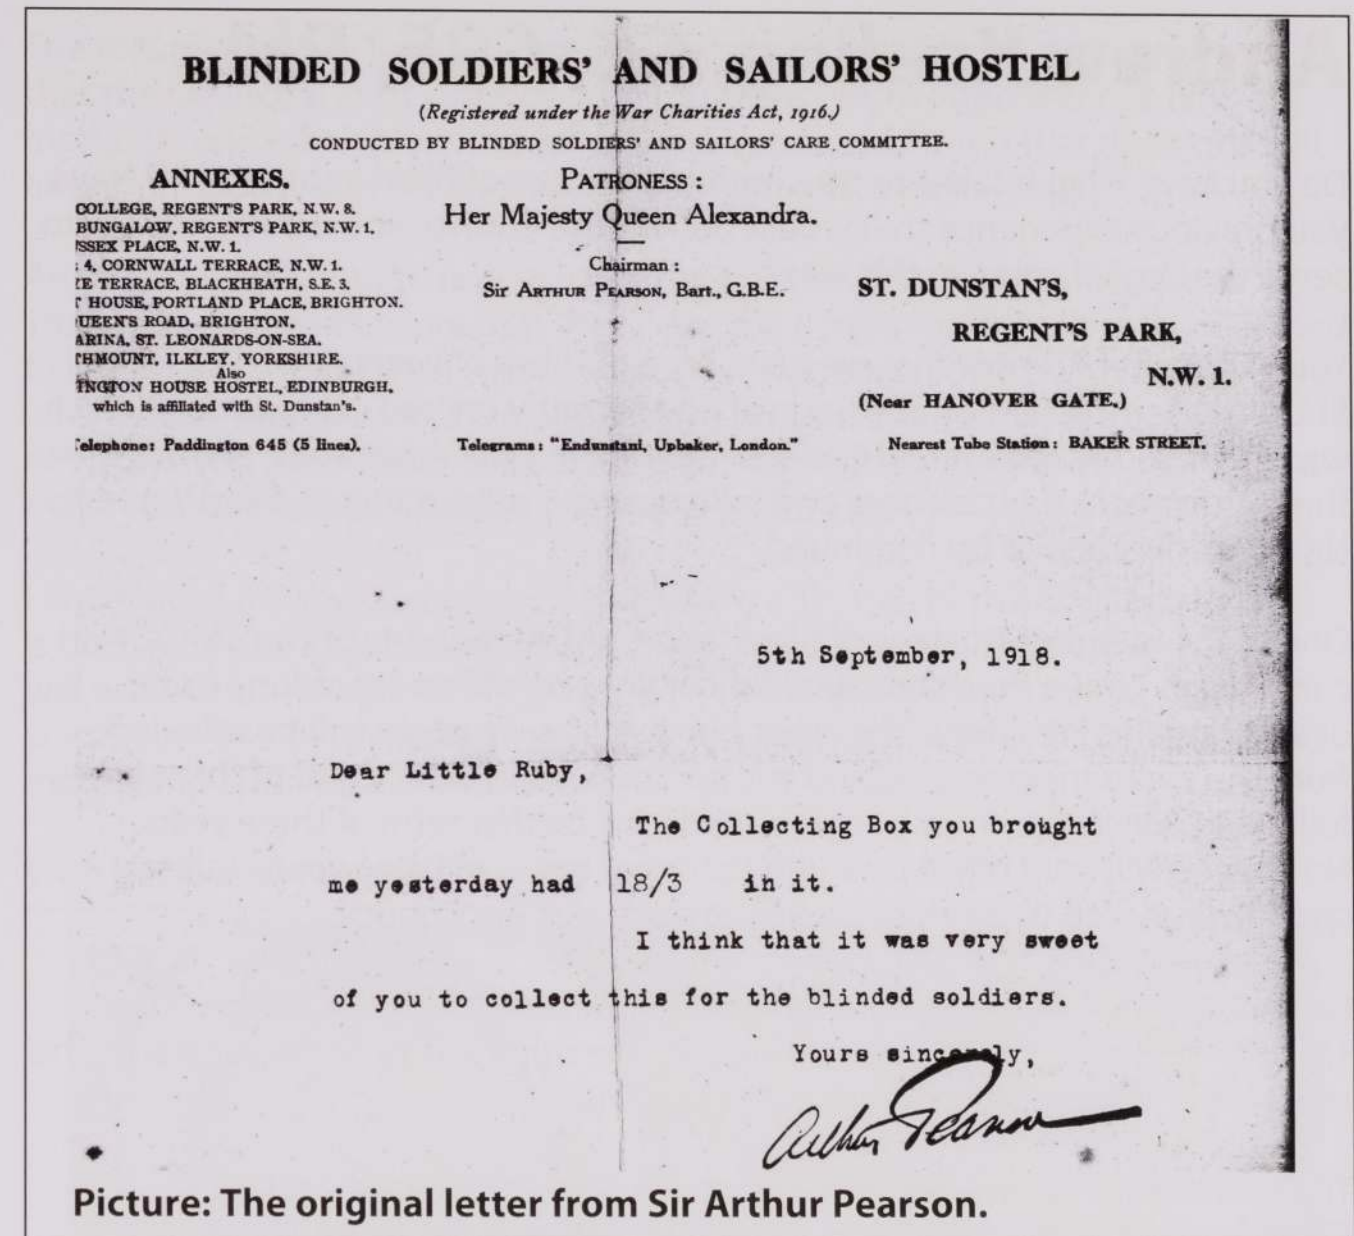 BLINDED SOLDIERS' AND SAILORS' HOSTEL
(Registered under the War Charities Act, 1916.)
CONDUCTED BY BLINDED SOLDIERS' AND SAILORS' CARE COMMITTEE.
ANNEXES.
COLLEGE, REGENT'S PARK, N.W. 8.
BUNGALOW, REGENT'S PARK, N.W. 1.
SSEX PLACE, N.W. 1.
4, CORNWALL TERRACE, N.W. 1.
E TERRACE, BLACKHEATH, S.E. 3.
HOUSE, PORTLAND PLACE, BRIGHTON.
UEEN'S ROAD, BRIGHTON.
ARINA, ST. LEONARDS-ON-SEA.
THMOUNT, ILKLEY, YORKSHIRE.
Also
INGTON HOUSE HOSTEL, EDINBURGH,
which is affiliated with St. Dunstan's.
PATRONESS:
Her Majesty Queen Alexandra.
Chairman:
Sir ARTHUR PEARSON, Bart., G.B.E.
ST. DUNSTAN'S,
REGENT'S PARK,
N.W. 1.
(Near HANOVER GATE.)
Telephone: Paddington 645 (5 lines).
Telegrams: "Endunstani, Upbaker, London."
Nearest Tube Station: BAKER STREET.
5th September, 1918.
Dear Little Ruby,
The Collecting Box you brought
me yesterday had 18/3 in it.
I think that it was very sweet
of you to collect this for the blinded soldiers.
Yours sincerely,
Arthur Pearson
Picture: The original letter from Sir Arthur Pearson.